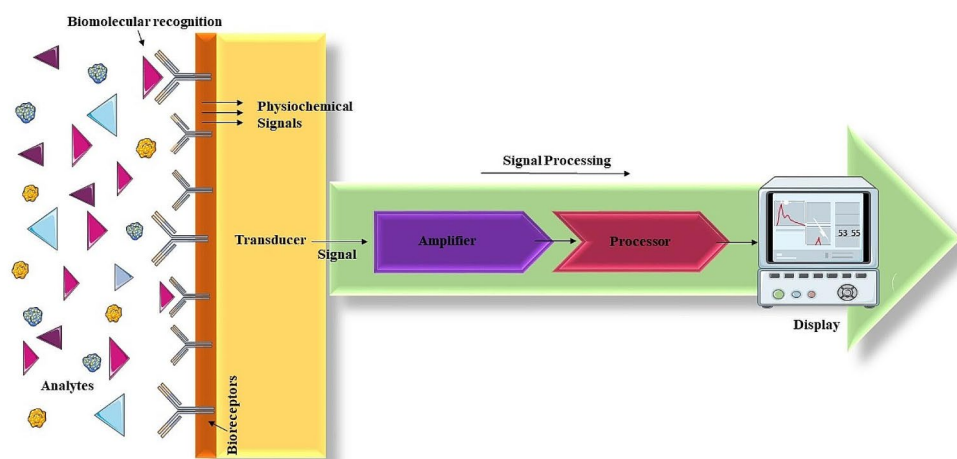 Biomolecular recognition
Physiochemical
Signals
Signal Processing
Transducer
Signal
Amplifier
Processor
53 55
Display
Analytes
Bioreceptors